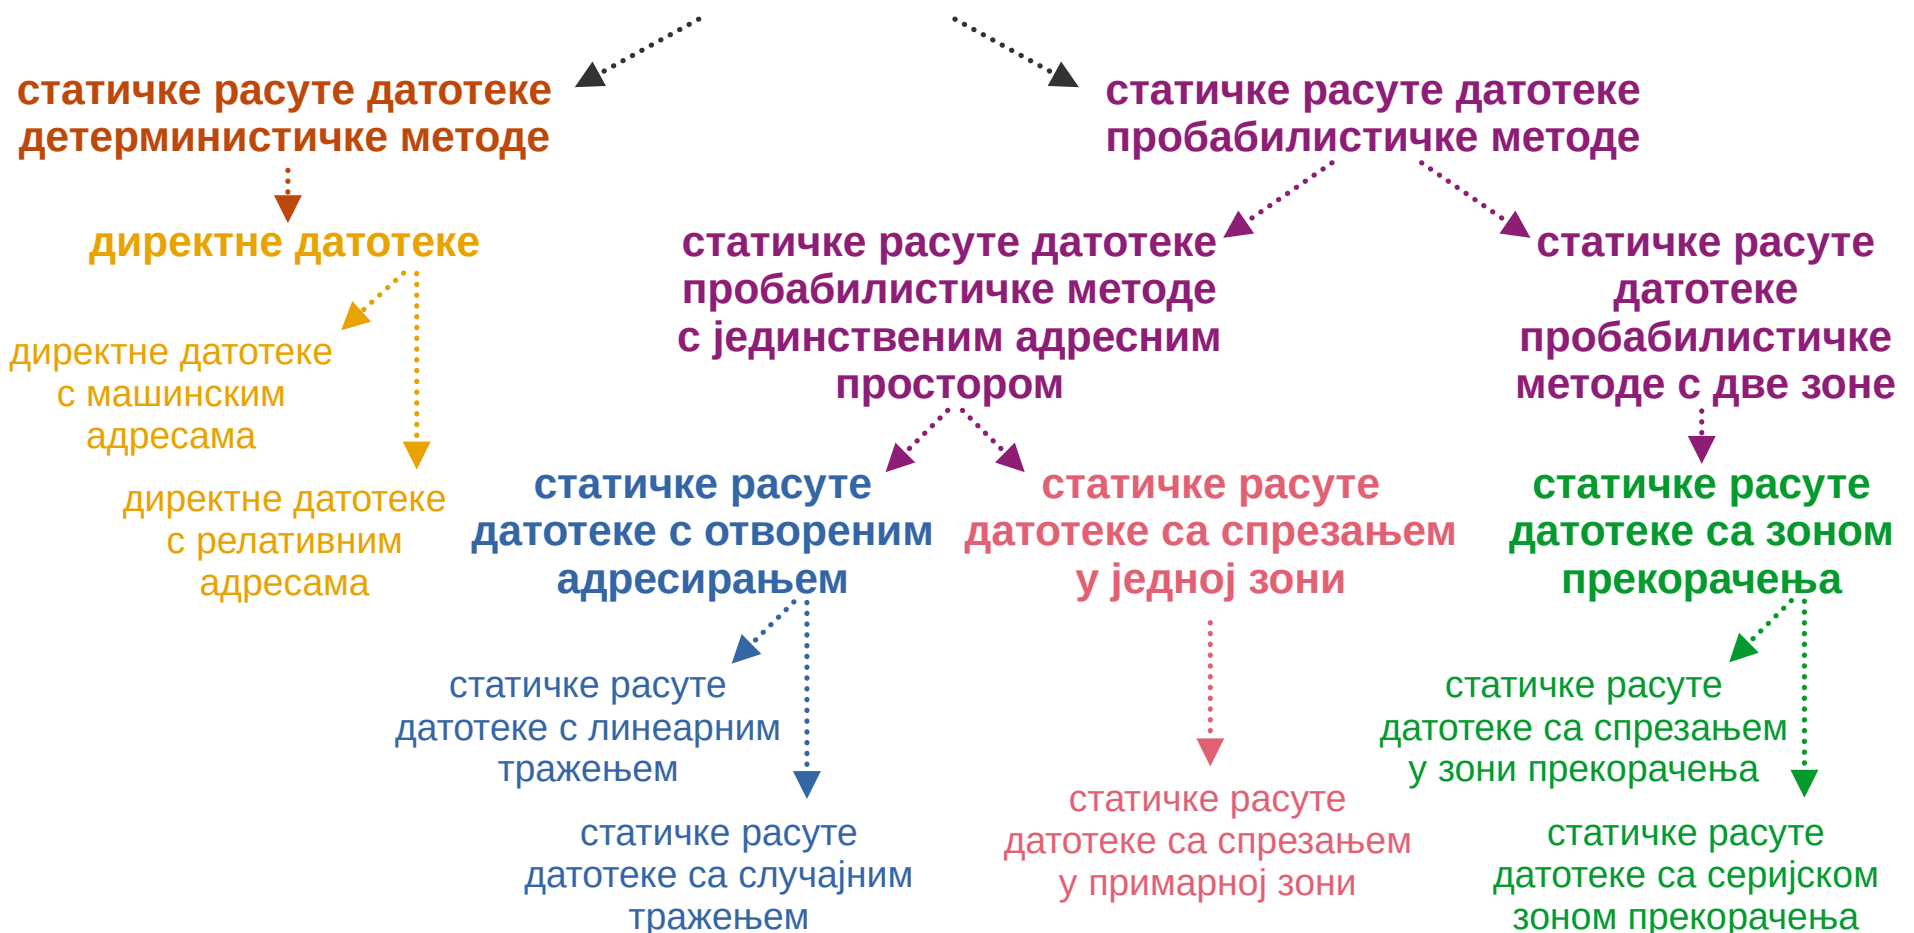 статичке расуте датотеке
детерминистичке методе
статичке расуте датотеке
пробабилистичке методе
директне датотеке
статичке расуте датотеке
пробабилистичке методе
с јединственим адресним
простором
статичке расуте
датотеке
пробабилистичке
методе с две зоне
директне датотеке
с машинским
адресама
директне датотеке
с релативним
адресама
статичке расуте
датотеке с отвореним
адресирањем
статичке расуте
датотеке са спрезањем
у једној зони
статичке расуте
датотеке са зоном
прекорачења
статичке расуте
датотеке с линеарним
тражењем
статичке расуте
датотеке са случајним
тражењем
статичке расуте
датотеке са спрезањем
у примарној зони
статичке расуте
датотеке са спрезањем
у зони прекорачења
статичке расуте
датотеке са серијском
зоном прекорачења